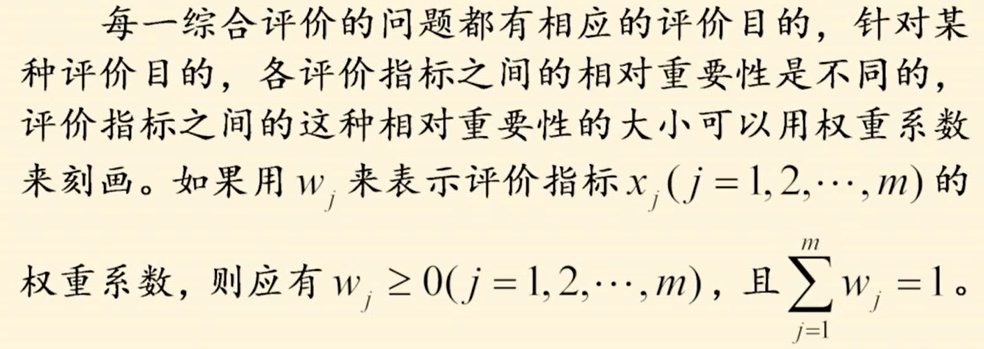 每一综合评价的问题都有相应的评价目的，针对某
种评价目的，各评价指标之间的相对重要性是不同的，
评价指标之间的这种相对重要性的大小可以用权重系数
来刻画。如果用 w_j 来表示评价指标 x_j (j = 1, 2, ⋯, m) 的
权重系数，则应有 w_j ≥ 0(j = 1, 2, ⋯, m)，且 \sum_{j=1}^{m} w_j = 1。